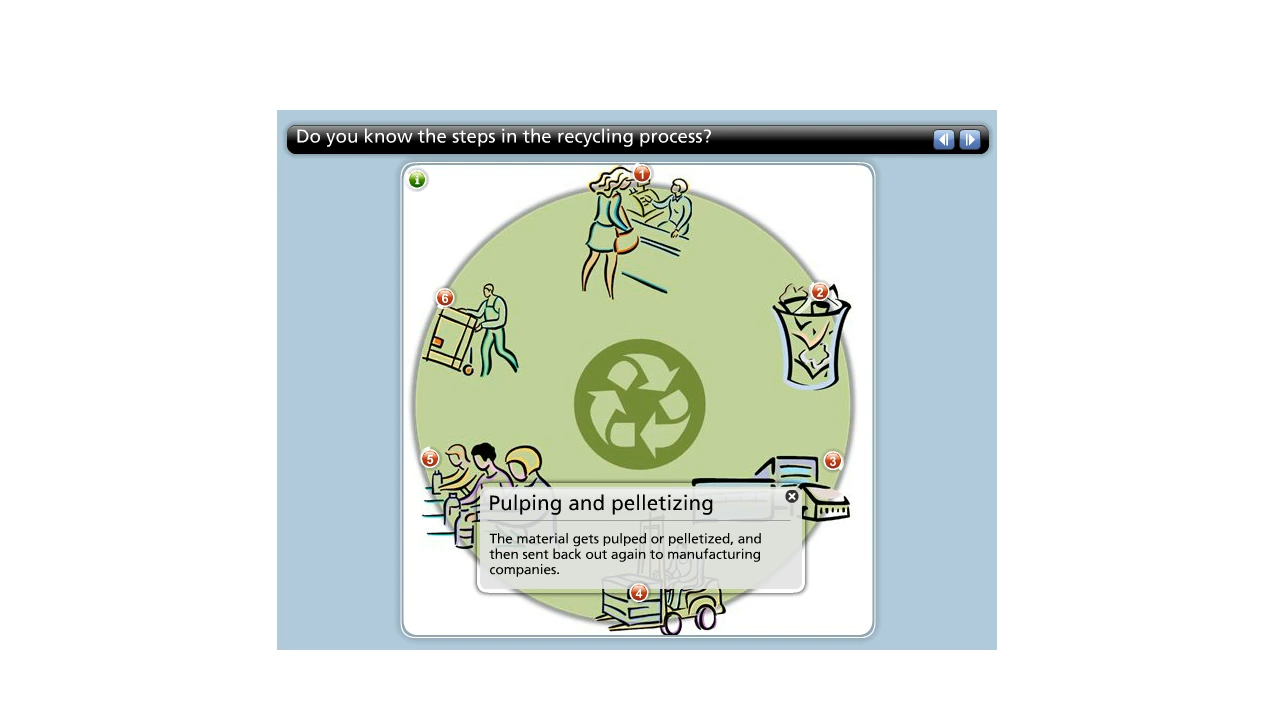 Do you know the steps in the recycling process?
i
1
6
2
5
3
Pulping and pelletizing
The material gets pulped or pelletized, and
then sent back out again to manufacturing
companies.
4